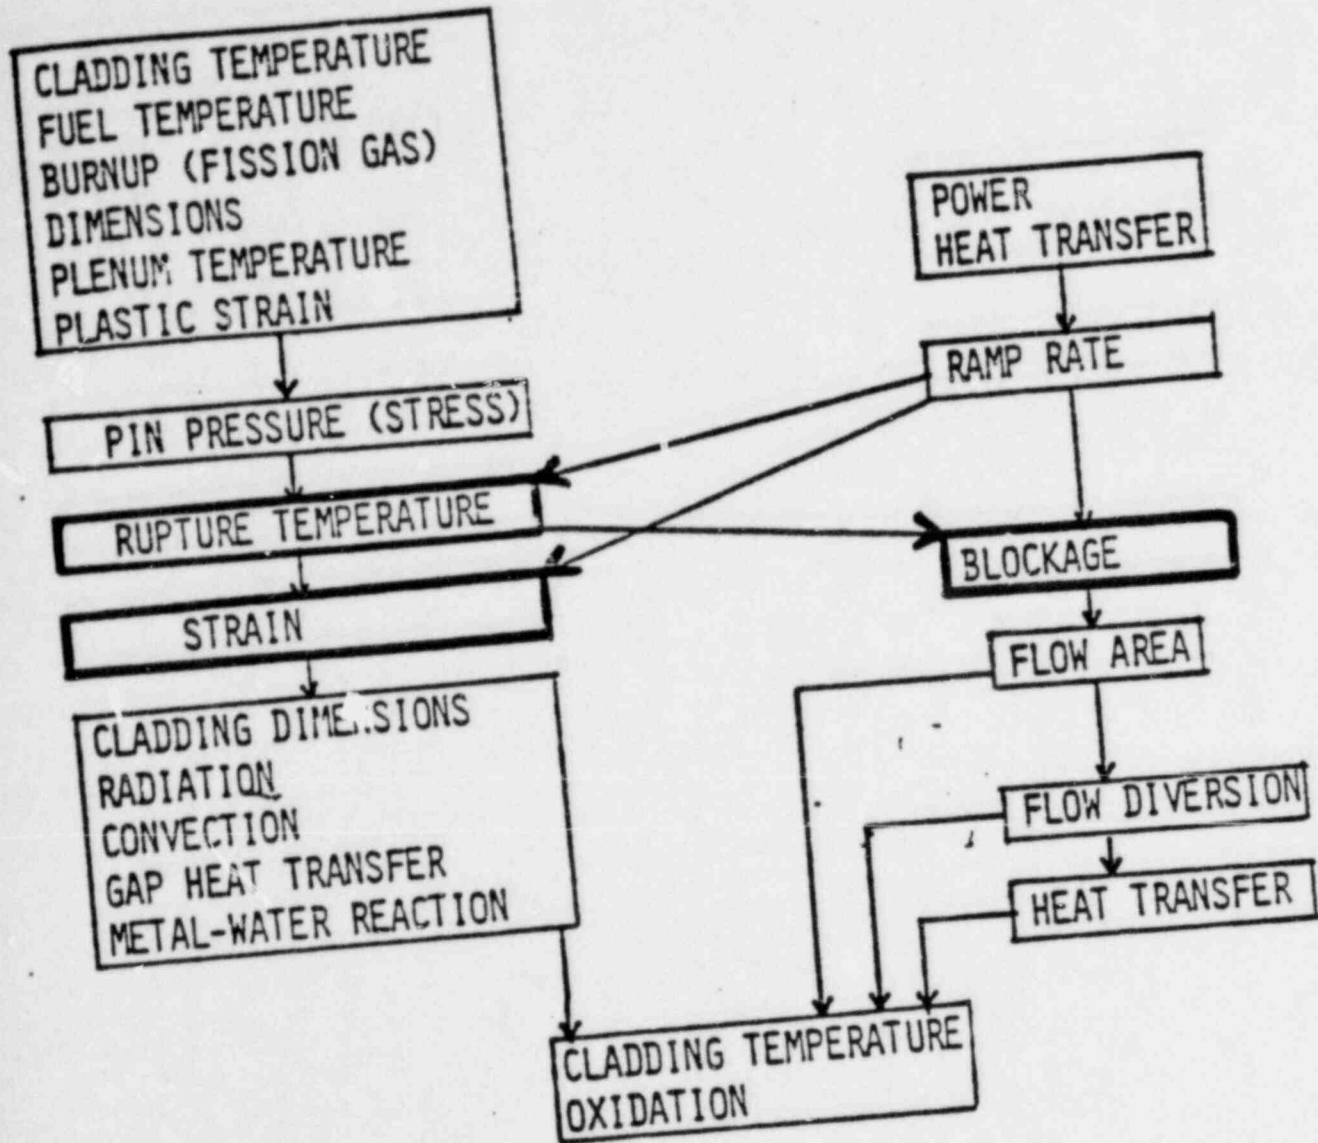 CLADDING TEMPERATURE
FUEL TEMPERATURE
BURNUP (FISSION GAS)
DIMENSIONS
PLENUM TEMPERATURE
PLASTIC STRAIN
PIN PRESSURE (STRESS)
RUPTURE TEMPERATURE
STRAIN
CLADDING DIMENSIONS
RADIATION
CONVECTION
GAP HEAT TRANSFER
METAL-WATER REACTION
POWER
HEAT TRANSFER
RAMP RATE
BLOCKAGE
FLOW AREA
FLOW DIVERSION
HEAT TRANSFER
CLADDING TEMPERATURE
OXIDATION